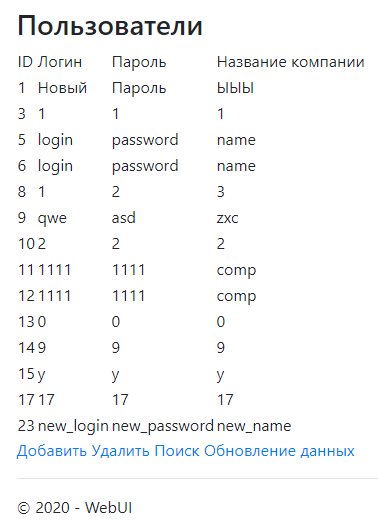 Пользователи
ID Логин Пароль Название компании
1 Новый Пароль ЫЫЫ
3 1 1 1
5 login password name
6 login password name
8 1 2 3
9 qwe asd zxc
10 2 2 2
11 1111 1111 comp
12 1111 1111 comp
13 0 0 0
14 9 9 9
15 y y y
17 17 17 17
23 new_login new_password new_name
Добавить Удалить Поиск Обновление данных
© 2020 - WebUI